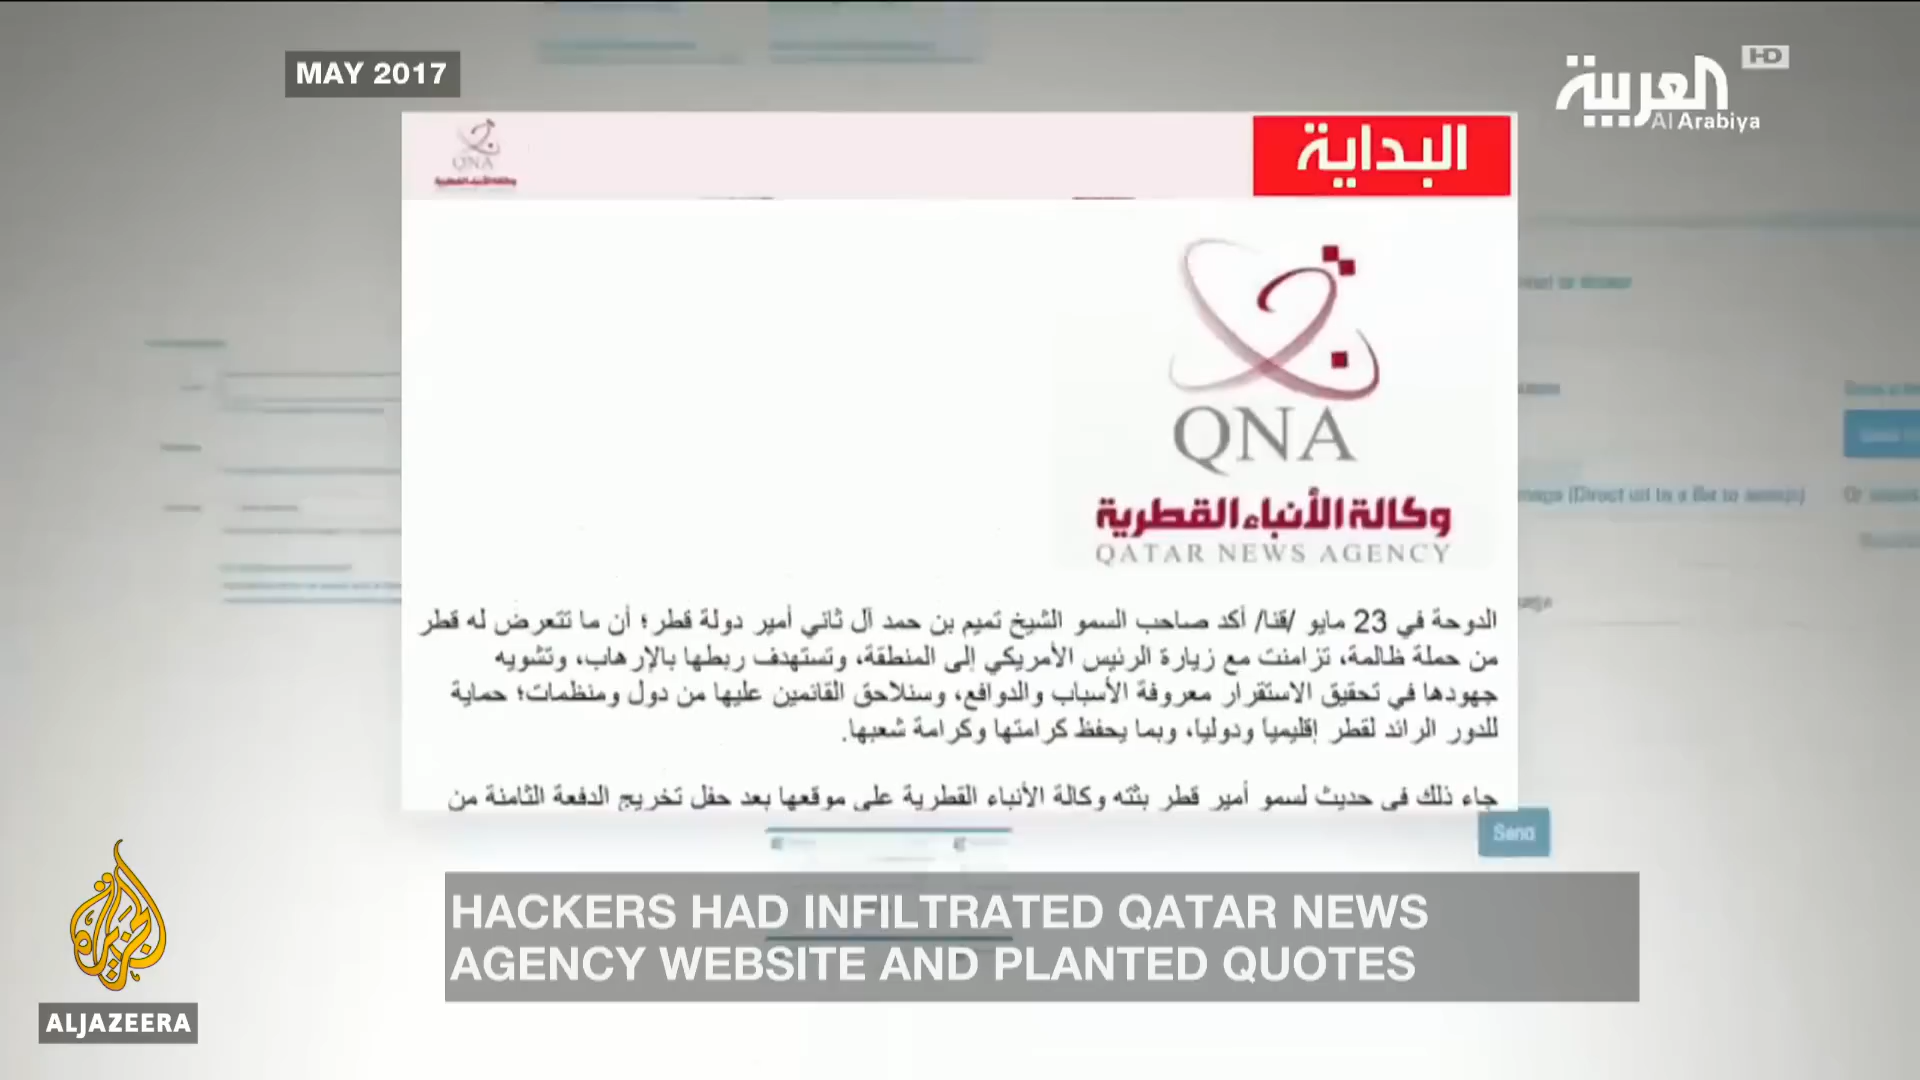 MAY 2017
HD
العربية
Al Arabiya
QNA
وكالة الأنباء القطرية
البداية
QNA
وكالة الأنباء القطرية
QATAR NEWS AGENCY
الدوحة في 23 مايو /قنا/ أكد صاحب السمو الشيخ تميم بن حمد آل ثاني أمير دولة قطر؛ أن ما تتعرض له قطر
من حملة ظالمة، تزامنت مع زيارة الرئيس الأمريكي إلى المنطقة، وتستهدف ربطها بالإرهاب، وتشويه
جهودها في تحقيق الاستقرار معروفة الأسباب والدوافع، وسنلاحق القائمين عليها من دول ومنظمات؛ حماية
للدور الرائد لقطر إقليميا ودوليا، وبما يحفظ كرامتها وكرامة شعبها.
جاء ذلك في حديث لسمو أمير قطر بثته وكالة الأنباء القطرية على موقعها بعد حفل تخريج الدفعة الثامنة من
Send
HACKERS HAD INFILTRATED QATAR NEWS
AGENCY WEBSITE AND PLANTED QUOTES
الجزيرة
ALJAZEERA